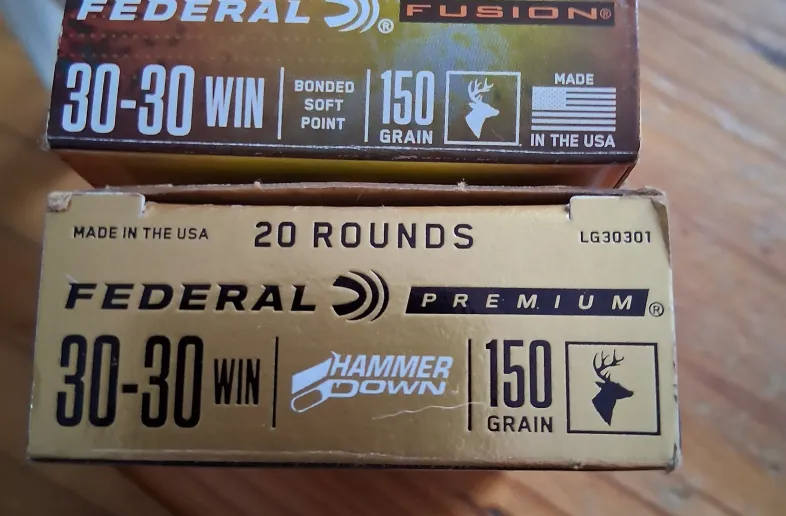 FEDERAL ® FUSION®
30-30 WIN
BONDED
SOFT
POINT
150
GRAIN
MADE
IN THE USA
MADE IN THE USA
20 ROUNDS
LG30301
FEDERAL PREMIUM®
30-30 WIN
HAMMER
DOWN
150
GRAIN